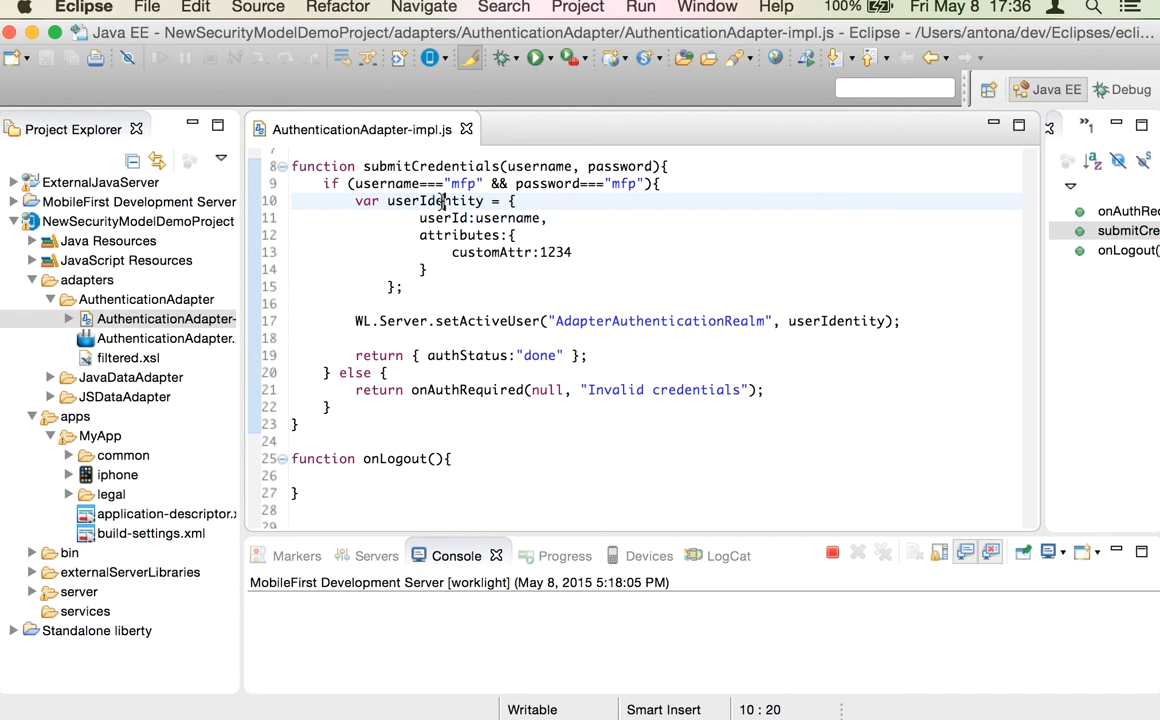 Eclipse File Edit Source Refactor Navigate Search Project Run Window Help 100% Fri May 8 17:36
Java EE - NewSecurityModelDemoProject/adapters/AuthenticationAdapter/AuthenticationAdapter-impl.js - Eclipse - /Users/antona/dev/Eclipses/ecli...
Java EE Debug
Project Explorer
AuthenticationAdapter-impl.js
»1
ExternalJavaServer
MobileFirst Development Server
NewSecurityModelDemoProject
Java Resources
JavaScript Resources
adapters
AuthenticationAdapter
AuthenticationAdapter-
AuthenticationAdapter.
filtered.xsl
JavaDataAdapter
JSDataAdapter
apps
MyApp
common
iphone
legal
application-descriptor.x
build-settings.xml
bin
externalServerLibraries
server
services
Standalone liberty
7
8 function submitCredentials(username, password){
9 if (username==="mfp" && password==="mfp"){
10 var userIdentity = {
11 userId:username,
12 attributes:{
13 customAttr:1234
14 }
15 };
16
17 WL.Server.setActiveUser("AdapterAuthenticationRealm", userIdentity);
18
19 return { authStatus:"done" };
20 } else {
21 return onAuthRequired(null, "Invalid credentials");
22 }
23 }
24
25 function onLogout(){
26
27 }
28
29
onAuthReq
submitCre
onLogout(
Markers Servers Console Progress Devices LogCat
MobileFirst Development Server [worklight] (May 8, 2015 5:18:05 PM)
Writable Smart Insert 10 : 20